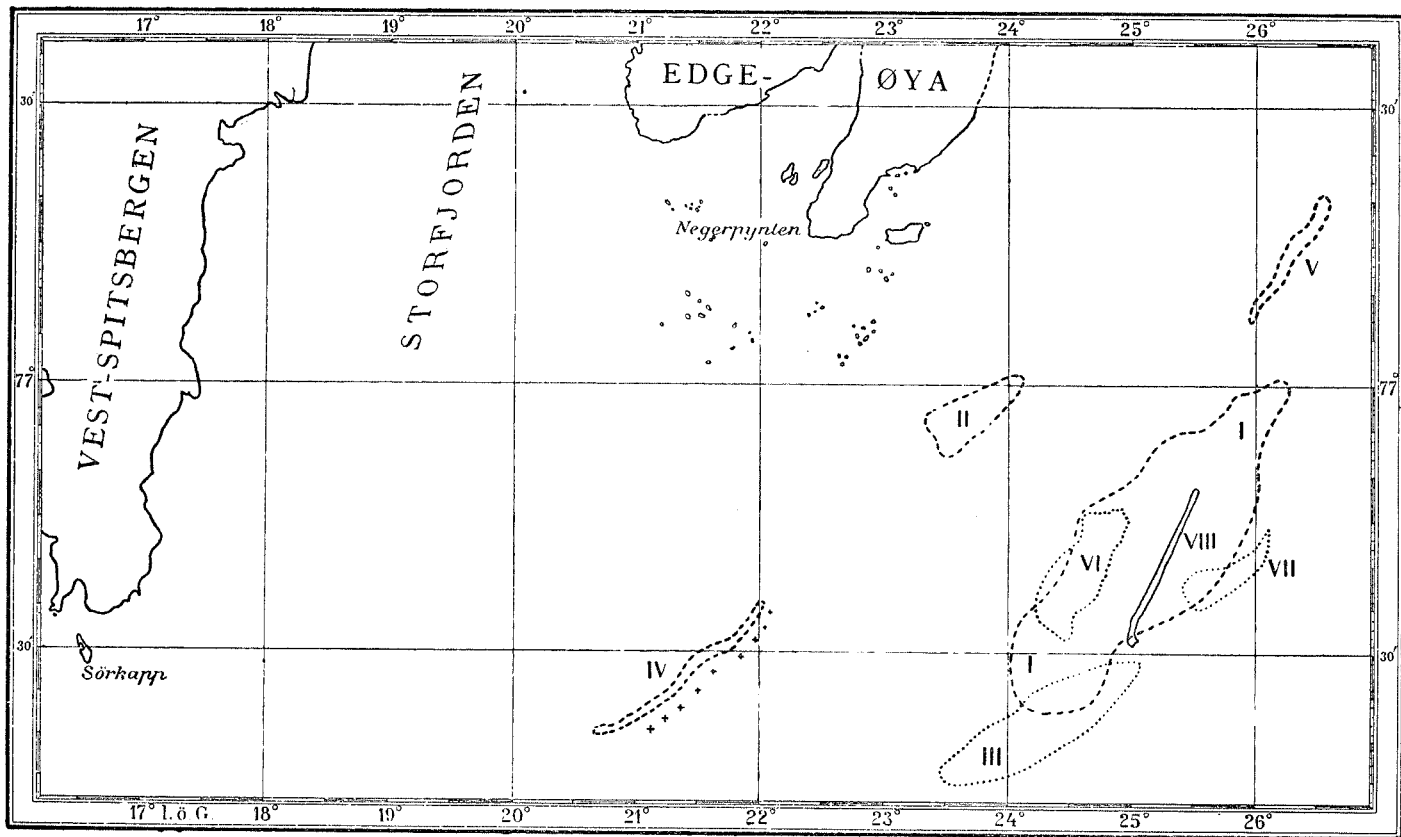 17° 18° 19° 20° 21° 22° 23° 24° 25° 26°
EDGE-ØYA
30' 30'
VEST-SPITSBERGEN
STORFJORDEN
Negerpynten
V
77° 77°
II
I
VI
VIII
VII
30' 30'
IV
I
Sörkapp
III
17° l.ö G. 18° 19° 20° 21° 22° 23° 24° 25° 26°